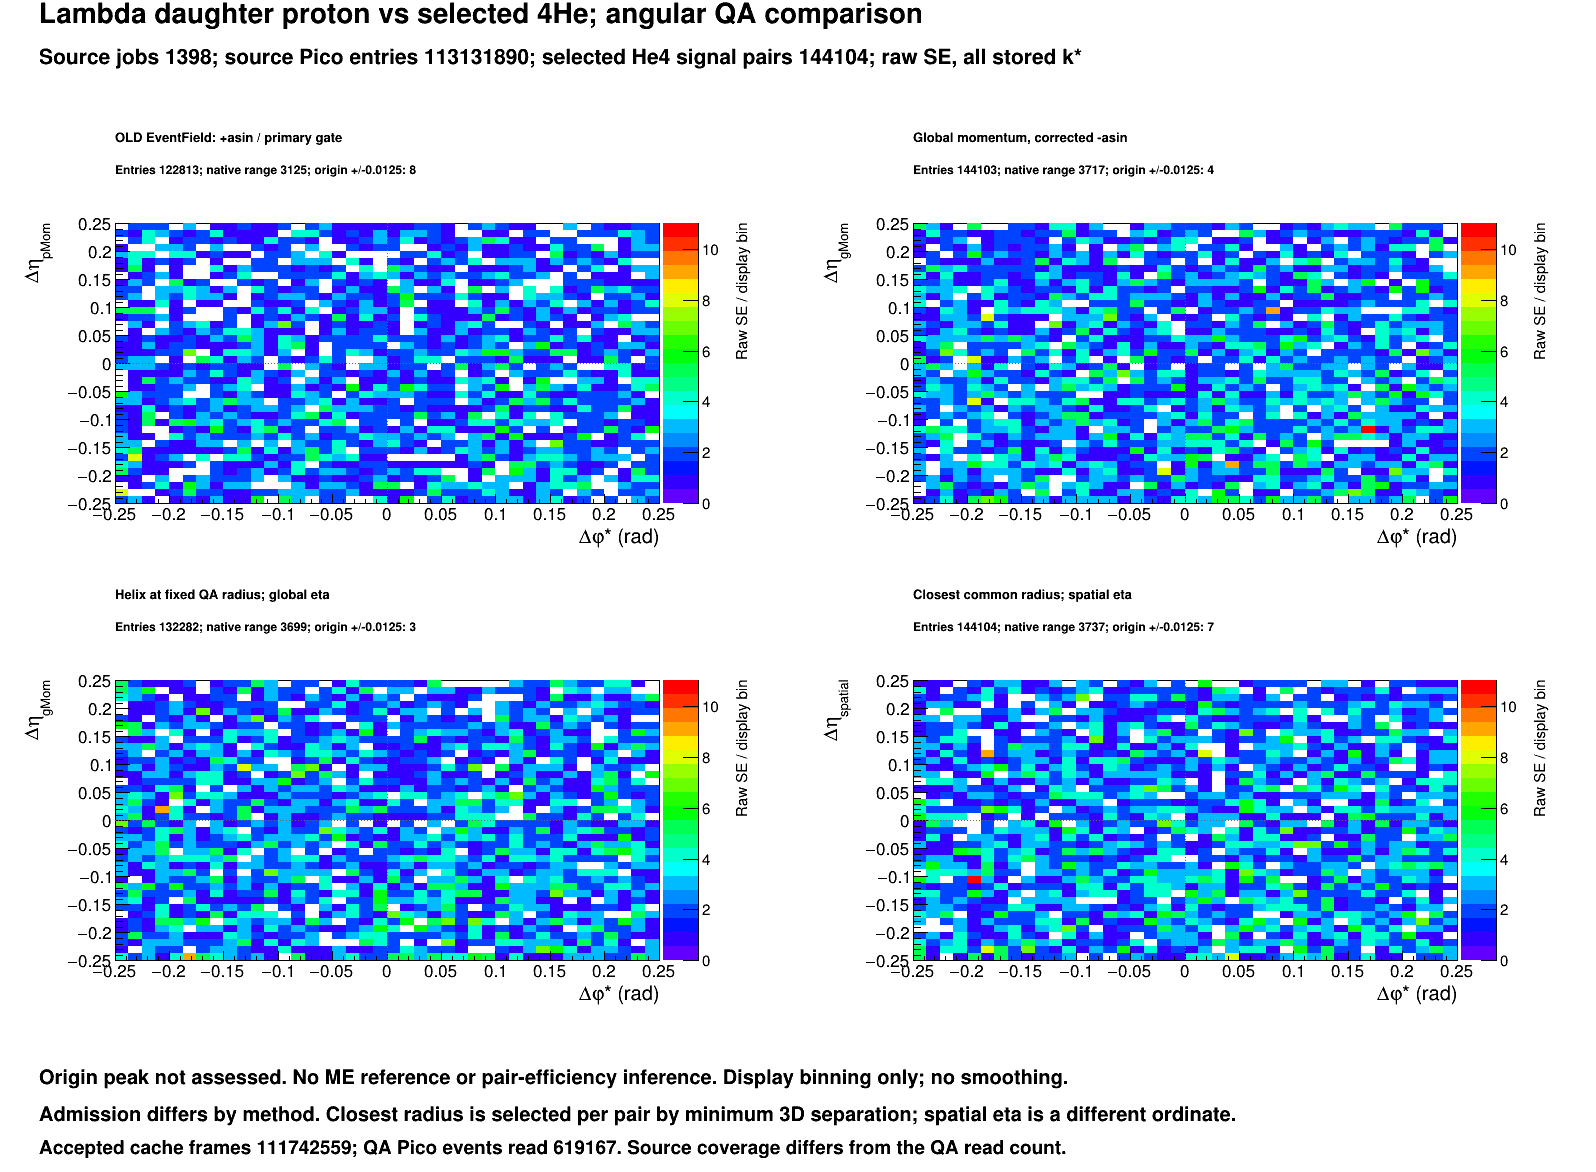 Lambda daughter proton vs selected 4He; angular QA comparison
Source jobs 1398; source Pico entries 113131890; selected He4 signal pairs 144104; raw SE, all stored k*
OLD EventField: +asin / primary gate
Entries 122813; native range 3125; origin +/-0.0125: 8
Δη_pMom
0.25
0.2
0.15
0.1
0.05
0
−0.05
−0.1
−0.15
−0.2
−0.25
−0.25 −0.2 −0.15 −0.1 −0.05 0 0.05 0.1 0.15 0.2 0.25
Δφ* (rad)
10
8
6
4
2
0
Raw SE / display bin
Global momentum, corrected -asin
Entries 144103; native range 3717; origin +/-0.0125: 4
Δη_gMom
0.25
0.2
0.15
0.1
0.05
0
−0.05
−0.1
−0.15
−0.2
−0.25
−0.25 −0.2 −0.15 −0.1 −0.05 0 0.05 0.1 0.15 0.2 0.25
Δφ* (rad)
10
8
6
4
2
0
Raw SE / display bin
Helix at fixed QA radius; global eta
Entries 132282; native range 3699; origin +/-0.0125: 3
Δη_gMom
0.25
0.2
0.15
0.1
0.05
0
−0.05
−0.1
−0.15
−0.2
−0.25
−0.25 −0.2 −0.15 −0.1 −0.05 0 0.05 0.1 0.15 0.2 0.25
Δφ* (rad)
10
8
6
4
2
0
Raw SE / display bin
Closest common radius; spatial eta
Entries 144104; native range 3737; origin +/-0.0125: 7
Δη_spatial
0.25
0.2
0.15
0.1
0.05
0
−0.05
−0.1
−0.15
−0.2
−0.25
−0.25 −0.2 −0.15 −0.1 −0.05 0 0.05 0.1 0.15 0.2 0.25
Δφ* (rad)
10
8
6
4
2
0
Raw SE / display bin
Origin peak not assessed. No ME reference or pair-efficiency inference. Display binning only; no smoothing.
Admission differs by method. Closest radius is selected per pair by minimum 3D separation; spatial eta is a different ordinate.
Accepted cache frames 111742559; QA Pico events read 619167. Source coverage differs from the QA read count.